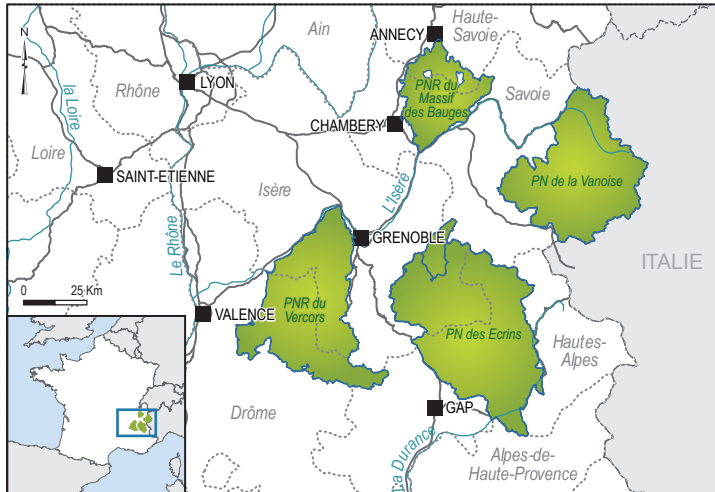 N
ANNECY
Haute-
Savoie
Ain
LYON
Rhône
la Loire
PNR du
Massif
des Bauges
Savoie
CHAMBERY
Loire
SAINT-ETIENNE
PN de la Vanoise
Isère
L'Isère
Le Rhône
GRENOBLE
ITALIE
0
25 Km
PNR du
Vercors
VALENCE
PN des Ecrins
Hautes-
Alpes
Drôme
GAP
La Durance
Alpes-de-
Haute-Provence